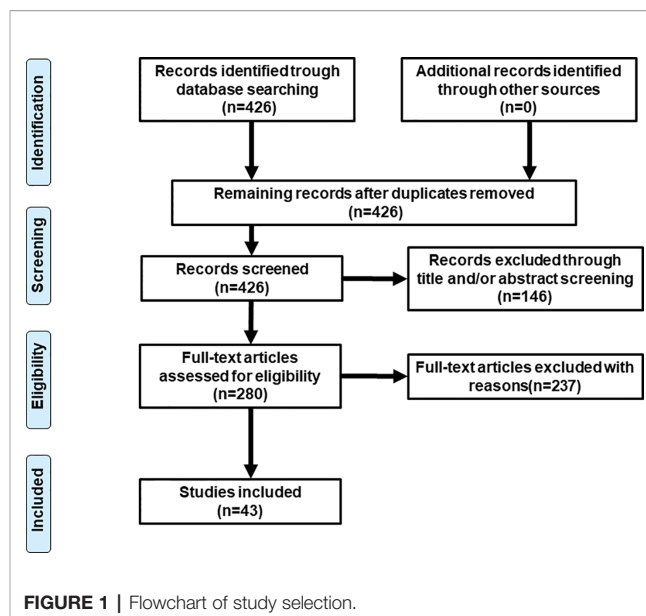 Identification
Records identified trough
database searching
(n=426)
Additional records identified
through other sources
(n=0)
Remaining records after duplicates removed
(n=426)
Screening
Records screened
(n=426)
Records excluded through
title and/or abstract screening
(n=146)
Eligibility
Full-text articles
assessed for eligibility
(n=280)
Full-text articles excluded with
reasons(n=237)
Included
Studies included
(n=43)
FIGURE 1 | Flowchart of study selection.